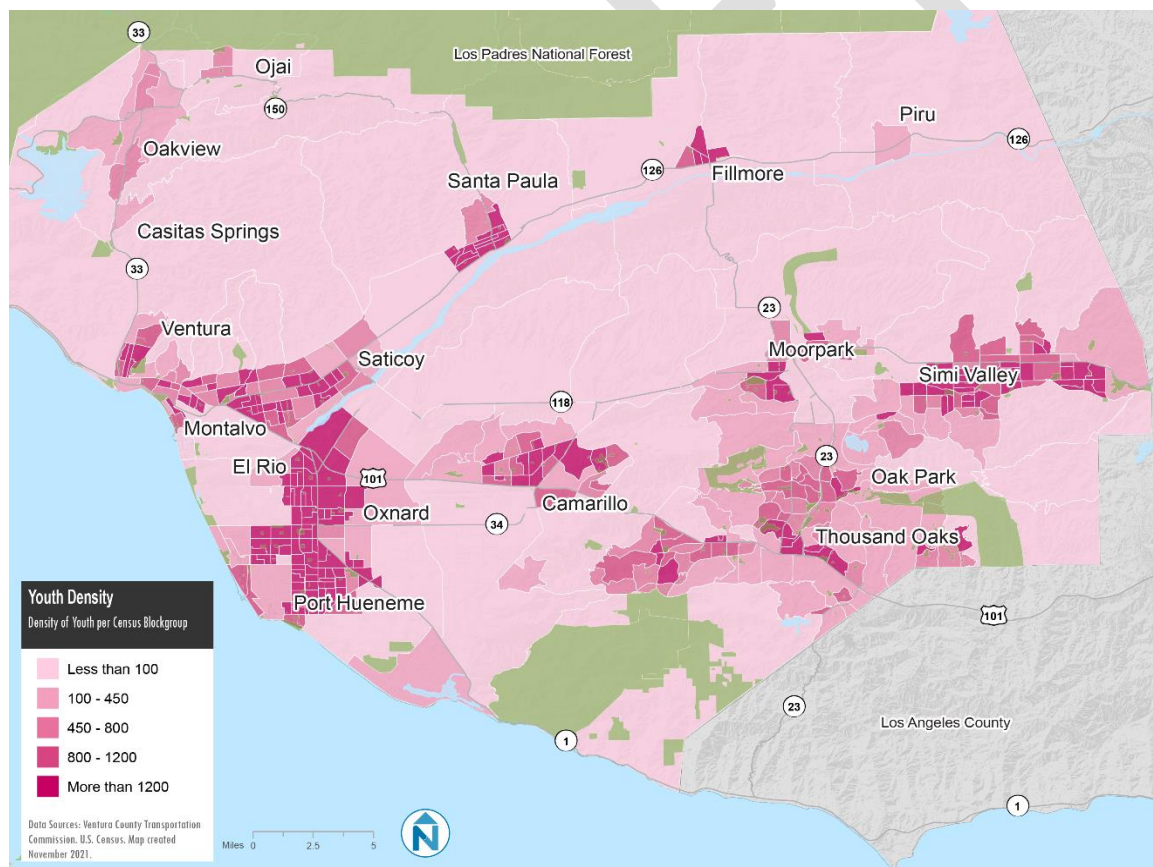 33
Ojai
Los Padres National Forest
150
Piru
Oakview
126
126
Fillmore
Santa Paula
Casitas Springs
33
23
Ventura
Saticoy
Moorpark
Simi Valley
118
Montalvo
El Rio
101
23
Oak Park
Oxnard
34
Camarillo
Thousand Oaks
Port Hueneme
101
Youth Density
Density of Youth per Census Blockgroup
Less than 100
100 - 450
450 - 800
800 - 1200
More than 1200
Data Sources: Ventura County Transportation
Commission. U.S. Census. Map created
November 2021.
23
Los Angeles County
1
1
Miles 0 2.5 5
N